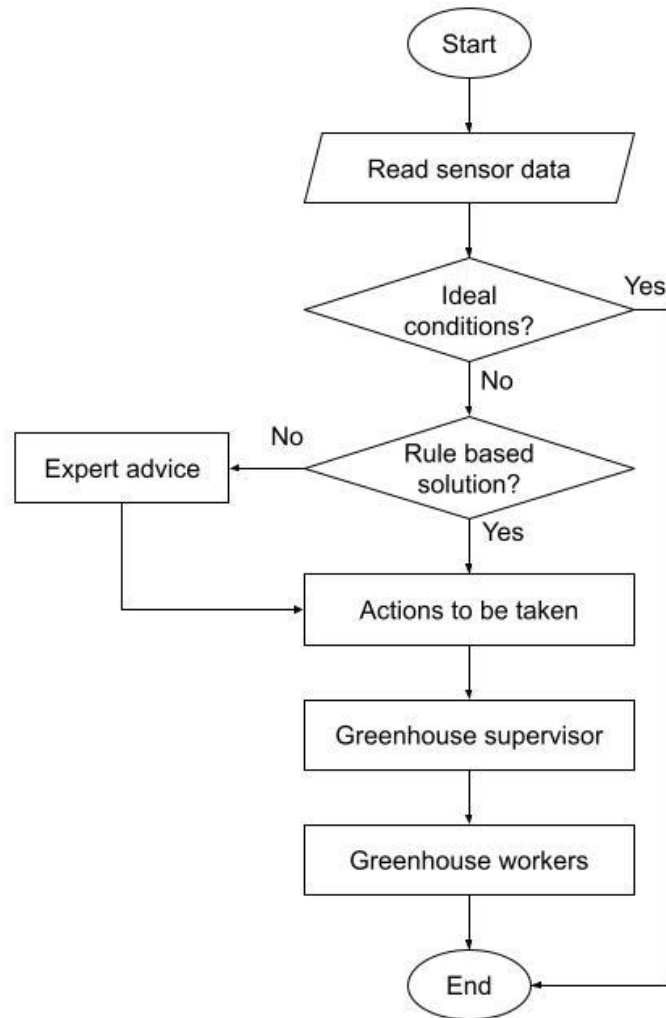 Start
Read sensor data
Ideal
conditions?
Yes
No
Rule based
solution?
No
Expert advice
Yes
Actions to be taken
Greenhouse supervisor
Greenhouse workers
End